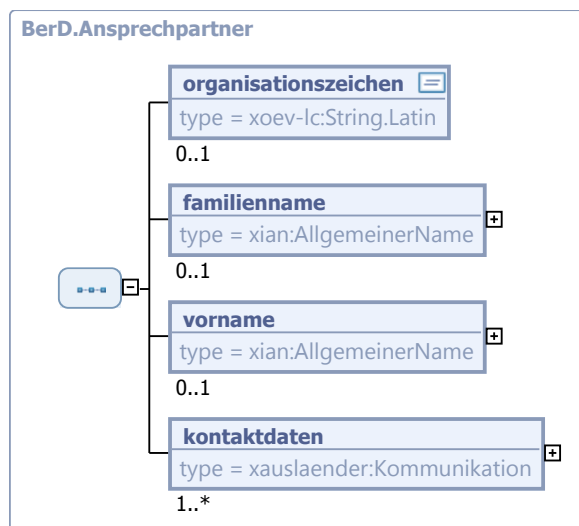 BerD.Ansprechpartner
organisationszeichen
type = xoev-lc:String.Latin
0..1
familienname
type = xian:AllgemeinerName
0..1
vorname
type = xian:AllgemeinerName
0..1
kontaktdaten
type = xauslaender:Kommunikation
1..*